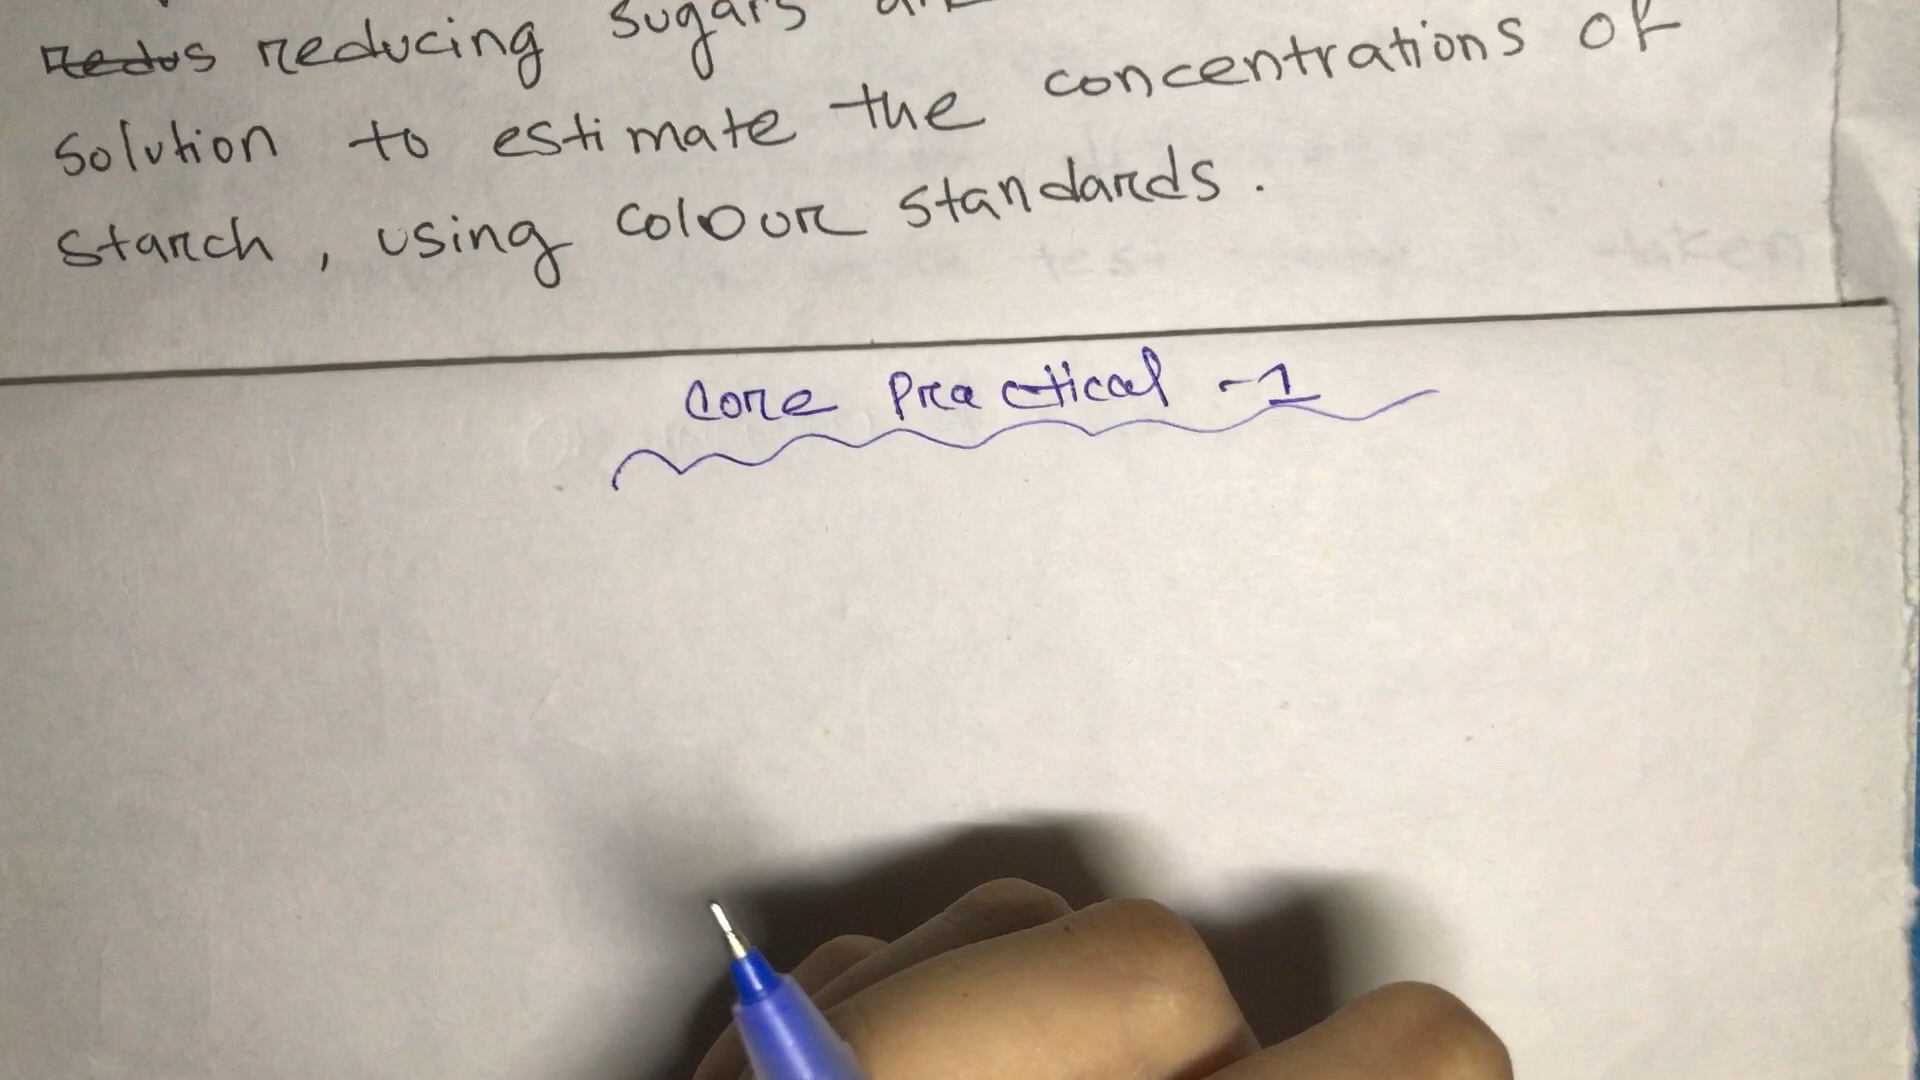 reducing sugars
solution to estimate the concentrations of
starch, using colour standards.
Core Practical -1